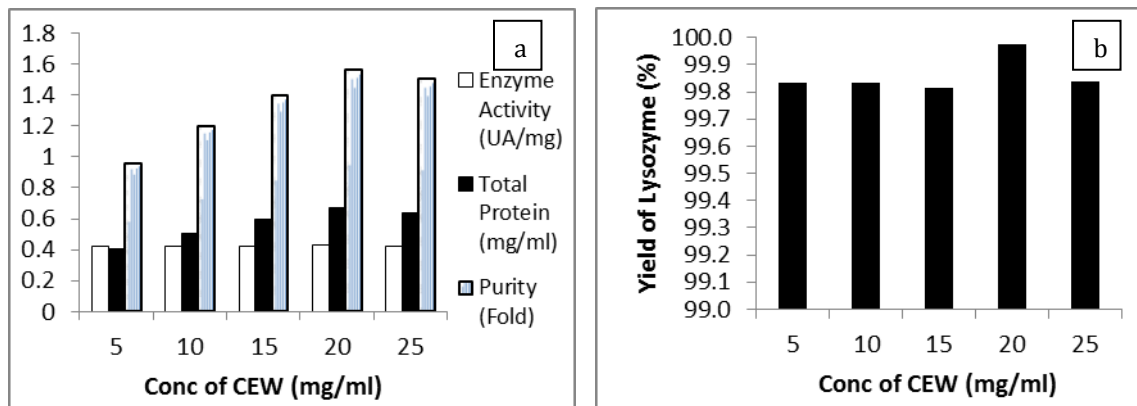 1.8
1.6
1.4
1.2
1
0.8
0.6
0.4
0.2
0
5 10 15 20 25
Conc of CEW (mg/ml)
a
Enzyme
Activity
(UA/mg)
Total
Protein
(mg/ml)
Purity
(Fold)
b
Yield of Lysozyme (%)
100.0
99.9
99.8
99.6
99.5
99.4
99.3
99.2
99.1
99.0
5 10 15 20 25
Conc of CEW (mg/ml)